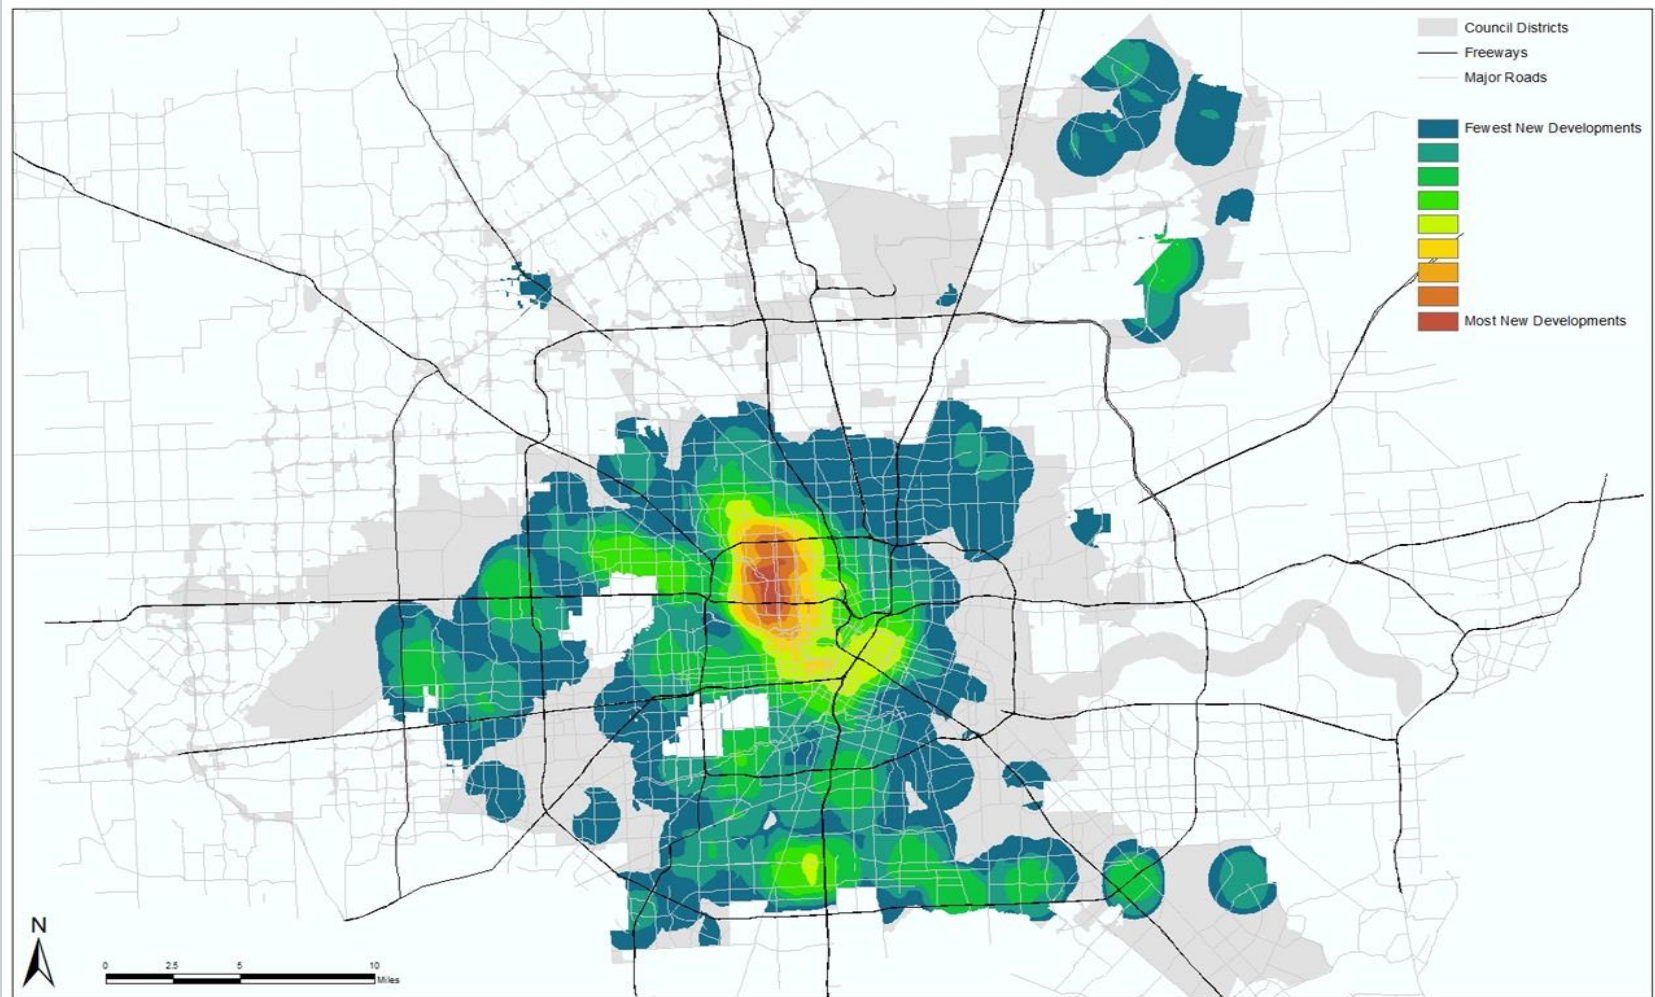 Council Districts
Freeways
Major Roads
Fewest New Developments
Most New Developments
N
0 2.5 5 10
Miles